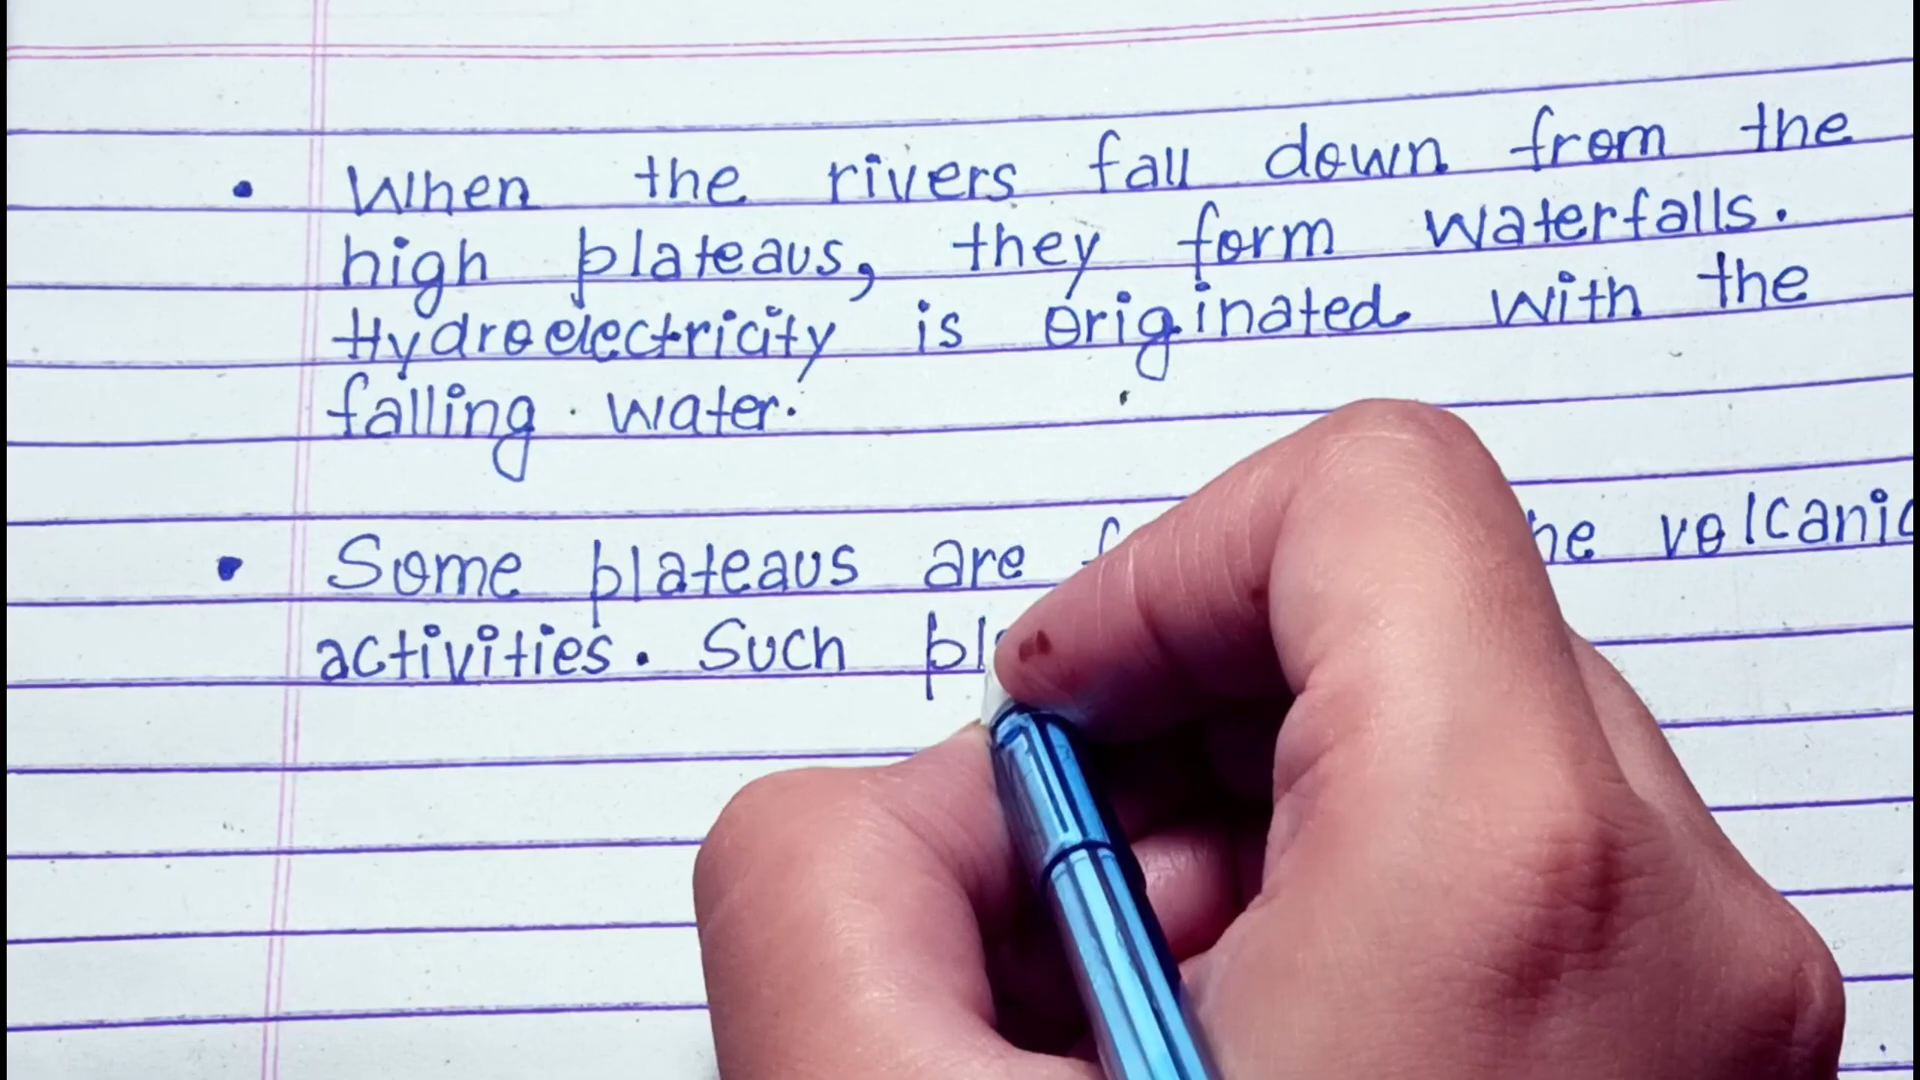 • When the rivers fall down from the
high plateaus, they form waterfalls.
Hydroelectricity is originated with the
falling water.
• Some plateaus are volcanic
activities. Such